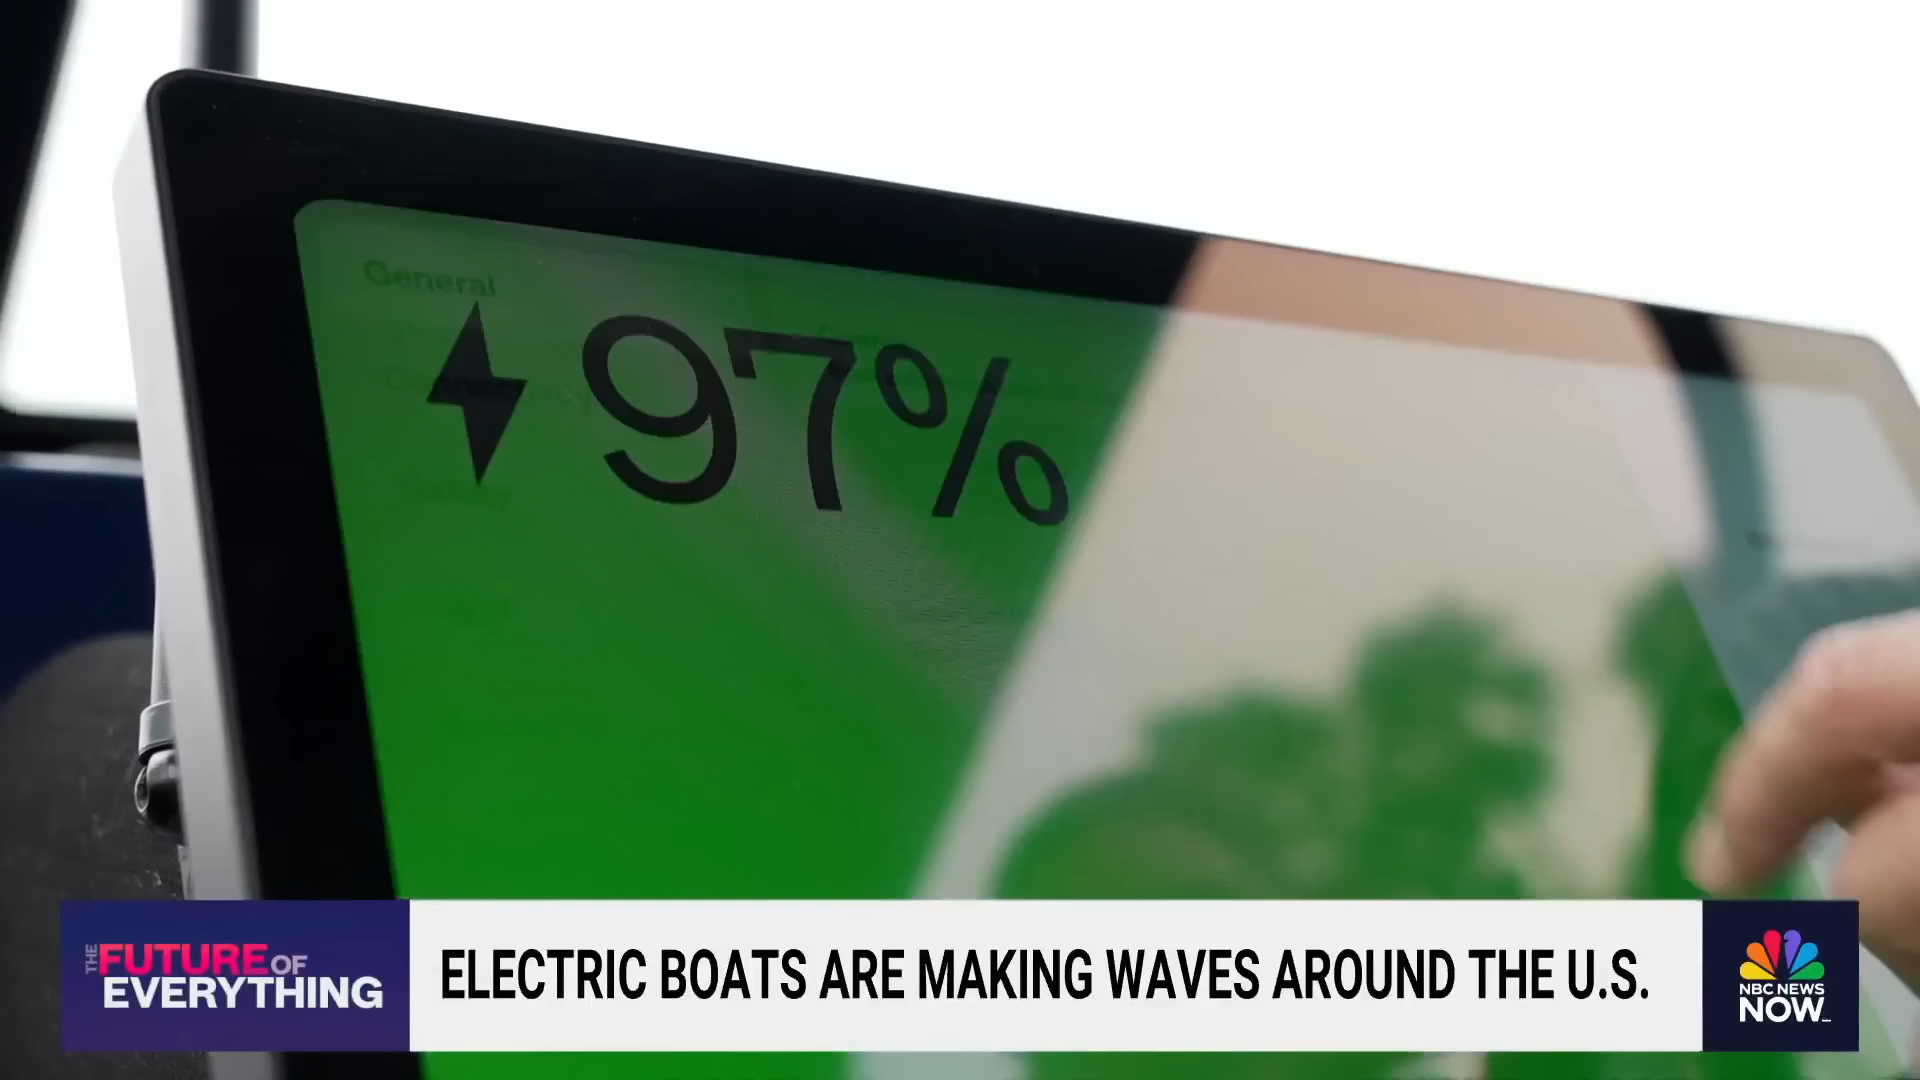 General
97%
THE FUTURE OF
EVERYTHING
ELECTRIC BOATS ARE MAKING WAVES AROUND THE U.S.
NBC NEWS
NOW